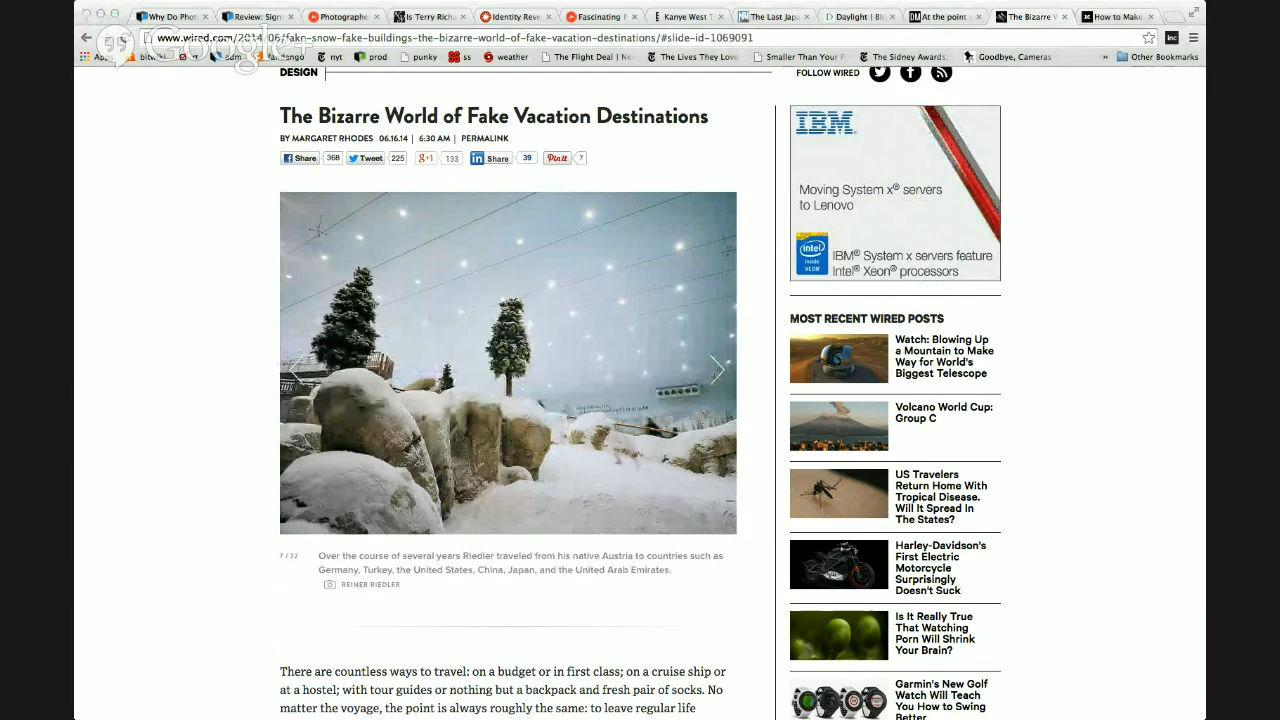 Why Do Phot
Review: Sign
Photographe
Is Terry Rich
Identity Reve
Fascinating F
Kanye West T
The Last Japa
Daylight | Bl
At the point
The Bizarre V
How to Make
www.wired.com/2014/06/fake-snow-fake-buildings-the-bizarre-world-of-fake-vacation-destinations/#slide-id-1069091
Google+
inc
nyt
prod
punky
ss
weather
The Flight Deal | Ne
The Lives They Love
Smaller Than Your P
The Sidney Awards,
Goodbye, Cameras
»
Other Bookmarks
DESIGN
FOLLOW WIRED
The Bizarre World of Fake Vacation Destinations
BY MARGARET RHODES 06.16.14 | 6:30 AM | PERMALINK
Share 368 Tweet 225 g+1 133 in Share 39 Pin it ?
7 / 22
Over the course of several years Riedler traveled from his native Austria to countries such as
Germany, Turkey, the United States, China, Japan, and the United Arab Emirates.
REINER RIEDLER
There are countless ways to travel: on a budget or in first class; on a cruise ship or
at a hostel; with tour guides or nothing but a backpack and fresh pair of socks. No
matter the voyage, the point is always roughly the same: to leave regular life
IBM®
Moving System x® servers
to Lenovo
intel inside XEON®
IBM® System x servers feature
Intel® Xeon® processors
MOST RECENT WIRED POSTS
Watch: Blowing Up
a Mountain to Make
Way for World's
Biggest Telescope
Volcano World Cup:
Group C
US Travelers
Return Home With
Tropical Disease.
Will It Spread In
The States?
Harley-Davidson's
First Electric
Motorcycle
Surprisingly
Doesn't Suck
Is It Really True
That Watching
Porn Will Shrink
Your Brain?
Garmin's New Golf
Watch Will Teach
You How to Swing
Better